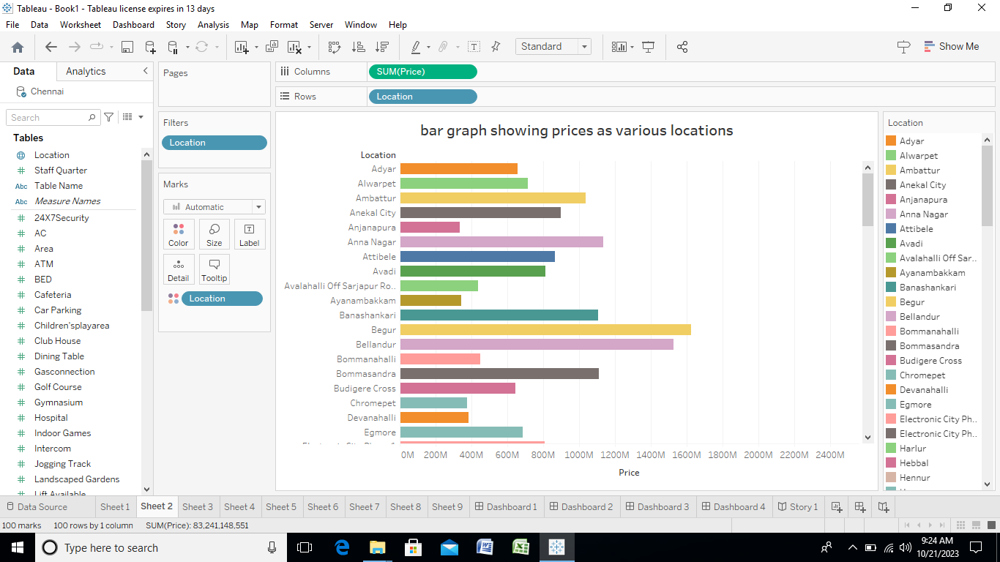 Tableau - Book1 - Tableau license expires in 13 days
File Data Worksheet Dashboard Story Analysis Map Format Server Window Help
Standard
Show Me
Data Analytics
Chennai
Search
Tables
Location
Staff Quarter
Abc Table Name
Abc Measure Names
24X7Security
AC
Area
ATM
BED
Cafeteria
Car Parking
Children'splayarea
Club House
Dining Table
Gasconnection
Golf Course
Gymnasium
Hospital
Indoor Games
Intercom
Jogging Track
Landscaped Gardens
Lift Available
Pages
Filters
Location
Marks
Automatic
Color Size Label
Detail Tooltip
Location
Columns SUM(Price)
Rows Location
bar graph showing prices as various locations
Location
Adyar
Alwarpet
Ambattur
Anekal City
Anjanapura
Anna Nagar
Attibele
Avadi
Avalahalli Off Sarjapur Ro..
Ayanambakkam
Banashankari
Begur
Bellandur
Bommanahalli
Bommasandra
Budigere Cross
Chromepet
Devanahalli
Egmore
0M 200M 400M 600M 800M 1000M 1200M 1400M 1600M 1800M 2000M 2200M 2400M
Price
Location
Adyar
Alwarpet
Ambattur
Anekal City
Anjanapura
Anna Nagar
Attibele
Avadi
Avalahalli Off Sar..
Ayanambakkam
Banashankari
Begur
Bellandur
Bommanahalli
Bommasandra
Budigere Cross
Chromepet
Devanahalli
Egmore
Electronic City Ph..
Electronic City Ph..
Harlur
Hebbal
Hennur
Data Source Sheet 1 Sheet 2 Sheet 3 Sheet 4 Sheet 5 Sheet 6 Sheet 7 Sheet 8 Sheet 9 Dashboard 1 Dashboard 2 Dashboard 3 Dashboard 4 Story 1
100 marks 100 rows by 1 column SUM(Price): 83,241,148,551
Type here to search
9:24 AM
10/21/2023